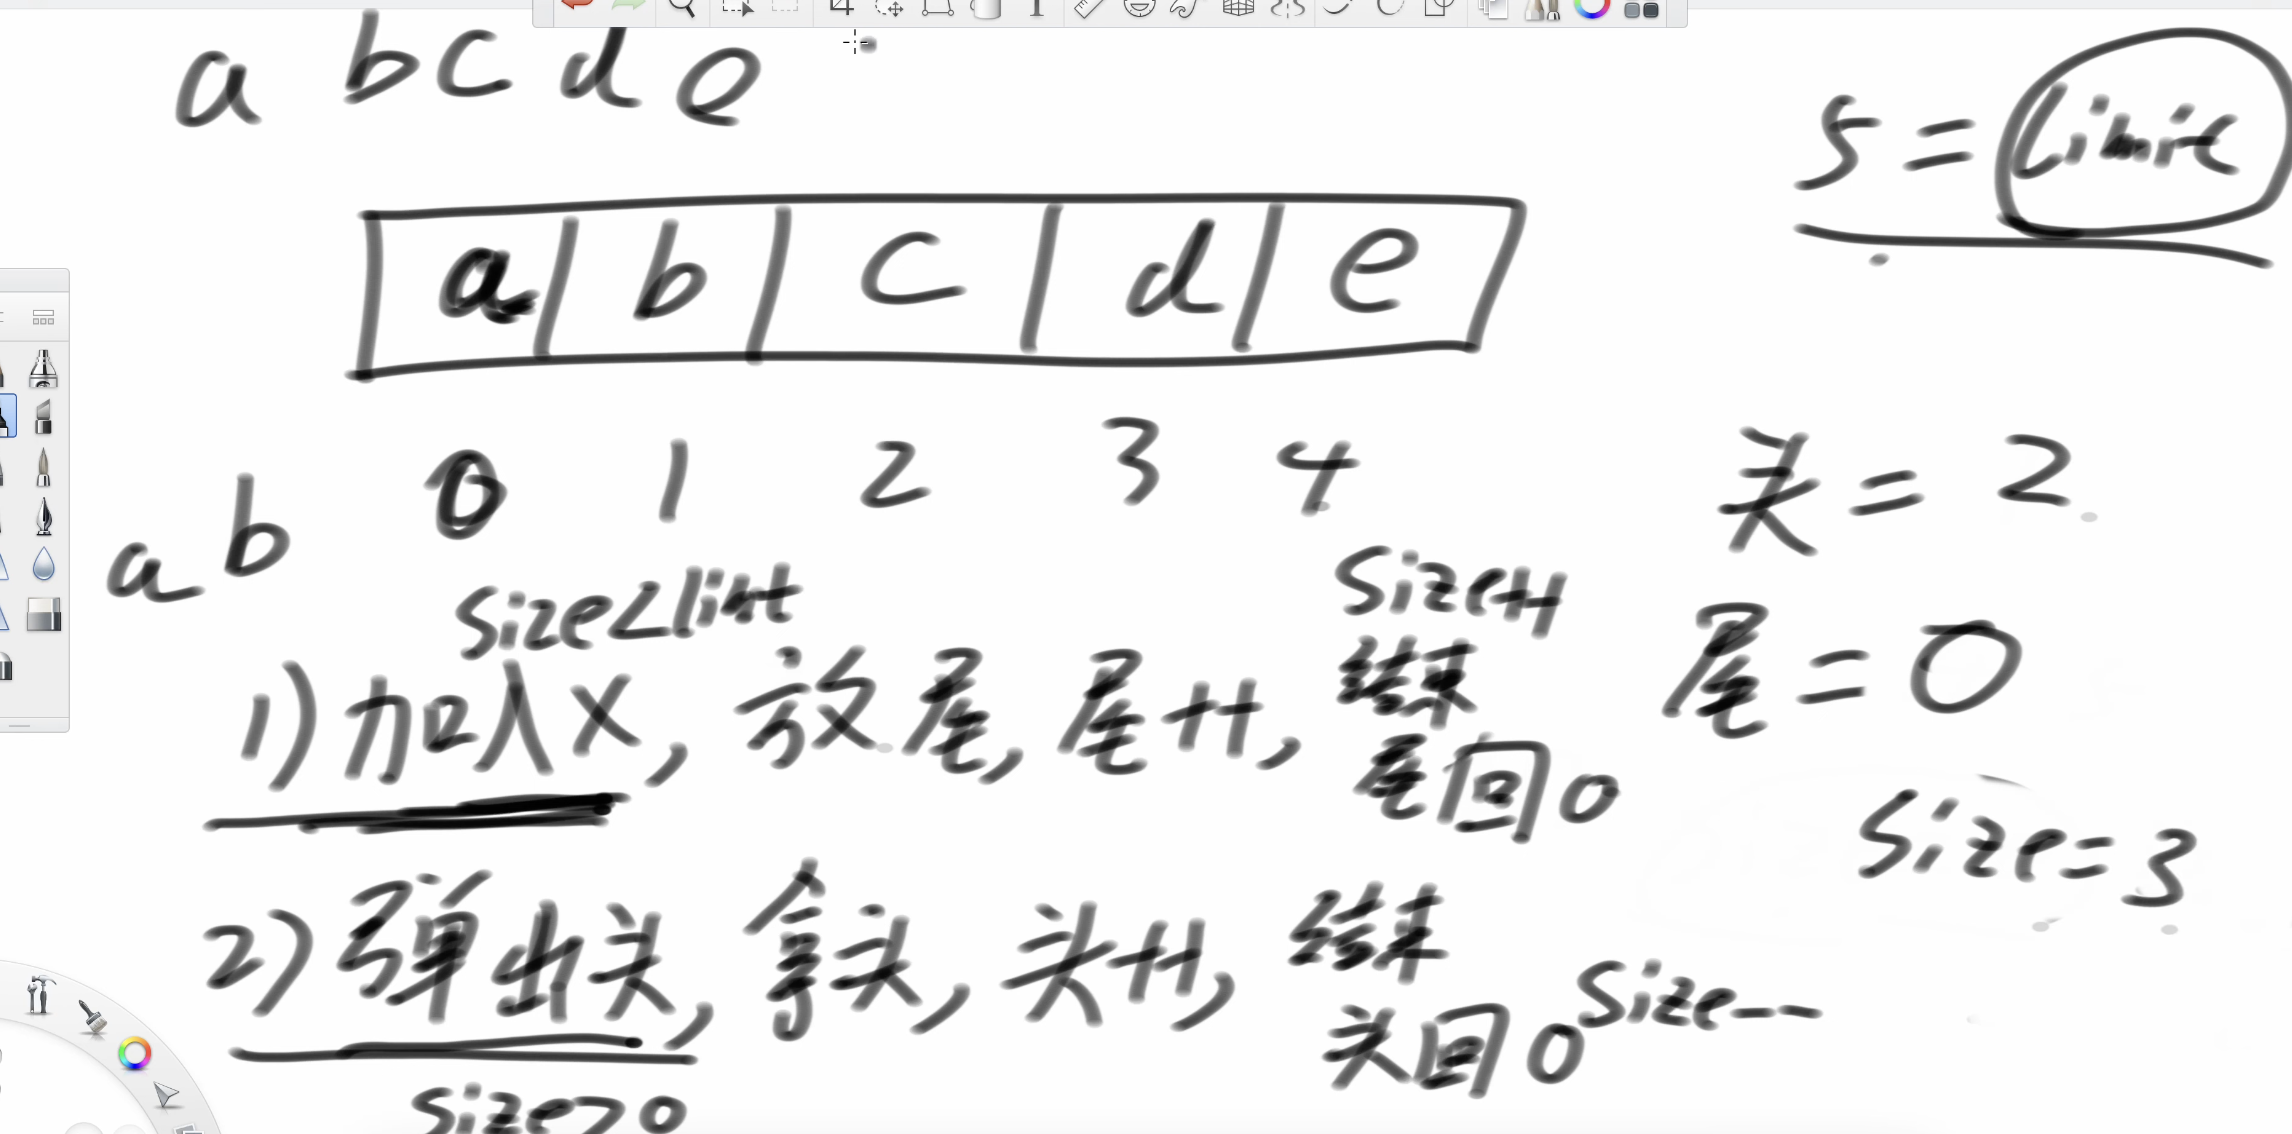 a b c d e
5 = limit
a b c d e
0 1 2 3 4
头 = 2
a b
size<limit
size++
尾 = 0
1) 加入X, 放尾, 尾++, 结束
尾回0
size=3
2) 弹出头, 拿头, 头++, 结束
头回0
size--
size>0